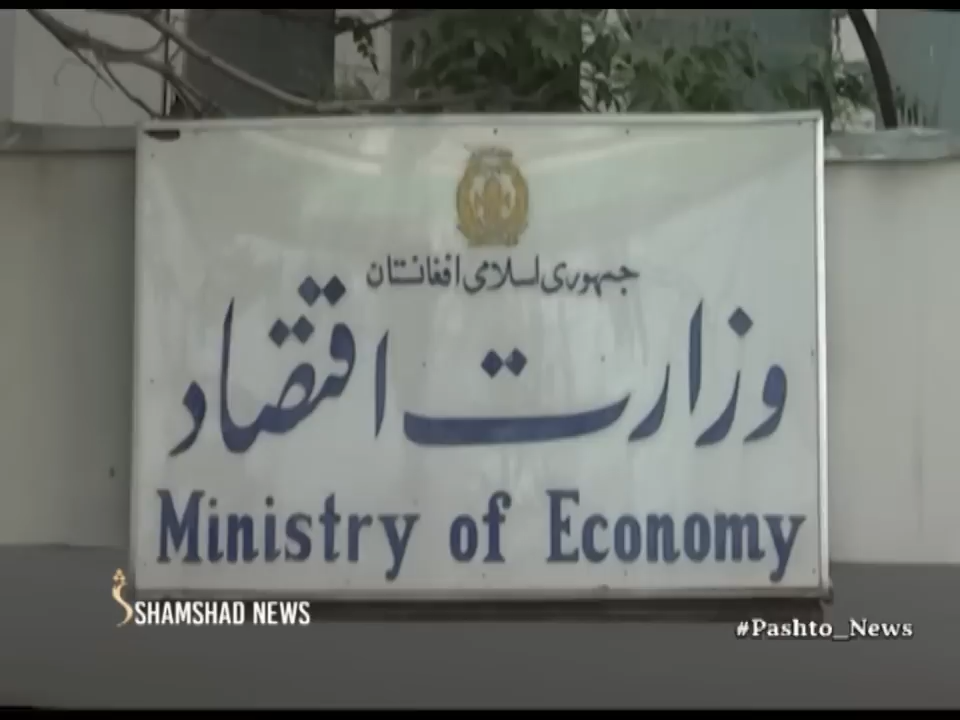 جمهوری اسلامی افغانستان
وزارت اقتصاد
Ministry of Economy
SHAMSHAD NEWS
#Pashto_News